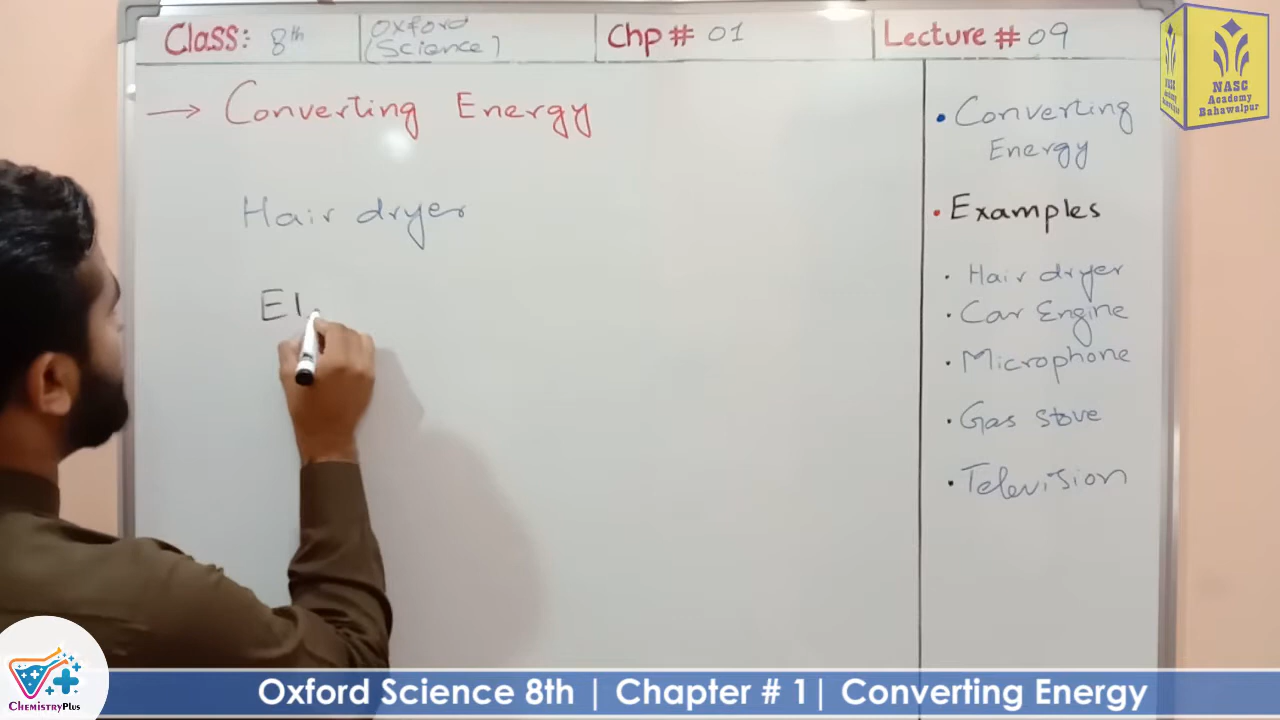 Class: 8th
Oxford
(Science)
Chp # 01
Lecture # 09
NASC
Academy
Bahawalpur
→ Converting Energy
Hair dryer
El
• Converting
Energy
• Examples
· Hair dryer
· Car Engine
· Microphone
· Gas stove
· Television
ChemistryPlus
Oxford Science 8th | Chapter # 1| Converting Energy